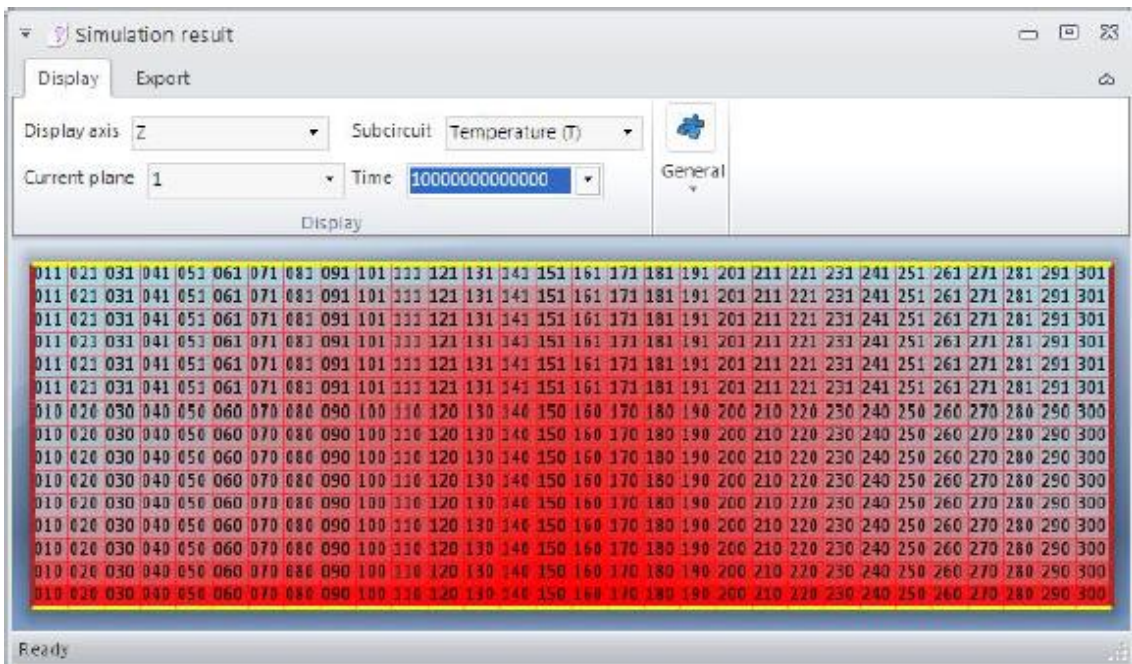 Simulation result
Display Export
Display axis Z Subcircuit Temperature (T)
Current plane 1 Time 10000000000000 General
Display
011 021 031 041 051 061 071 081 091 101 111 121 131 141 151 161 171 181 191 201 211 221 231 241 251 261 271 281 291 301
011 021 031 041 051 061 071 081 091 101 111 121 131 141 151 161 171 181 191 201 211 221 231 241 251 261 271 281 291 301
011 021 031 041 051 061 071 081 091 101 111 121 131 141 151 161 171 181 191 201 211 221 231 241 251 261 271 281 291 301
011 021 031 041 051 061 071 081 091 101 111 121 131 141 151 161 171 181 191 201 211 221 231 241 251 261 271 281 291 301
011 021 031 041 051 061 071 081 091 101 111 121 131 141 151 161 171 181 191 201 211 221 231 241 251 261 271 281 291 301
011 021 031 041 051 061 071 081 091 101 111 121 131 141 151 161 171 181 191 201 211 221 231 241 251 261 271 281 291 301
010 020 030 040 050 060 070 080 090 100 110 120 130 140 150 160 170 180 190 200 210 220 230 240 250 260 270 280 290 300
010 020 030 040 050 060 070 080 090 100 110 120 130 140 150 160 170 180 190 200 210 220 230 240 250 260 270 280 290 300
010 020 030 040 050 060 070 080 090 100 110 120 130 140 150 160 170 180 190 200 210 220 230 240 250 260 270 280 290 300
010 020 030 040 050 060 070 080 090 100 110 120 130 140 150 160 170 180 190 200 210 220 230 240 250 260 270 280 290 300
010 020 030 040 050 060 070 080 090 100 110 120 130 140 150 160 170 180 190 200 210 220 230 240 250 260 270 280 290 300
010 020 030 040 050 060 070 080 090 100 110 120 130 140 150 160 170 180 190 200 210 220 230 240 250 260 270 280 290 300
010 020 030 040 050 060 070 080 090 100 110 120 130 140 150 160 170 180 190 200 210 220 230 240 250 260 270 280 290 300
010 020 030 040 050 060 070 080 090 100 110 120 130 140 150 160 170 180 190 200 210 220 230 240 250 260 270 280 290 300
010 020 030 040 050 060 070 080 090 100 110 120 130 140 150 160 170 180 190 200 210 220 230 240 250 260 270 280 290 300
Ready